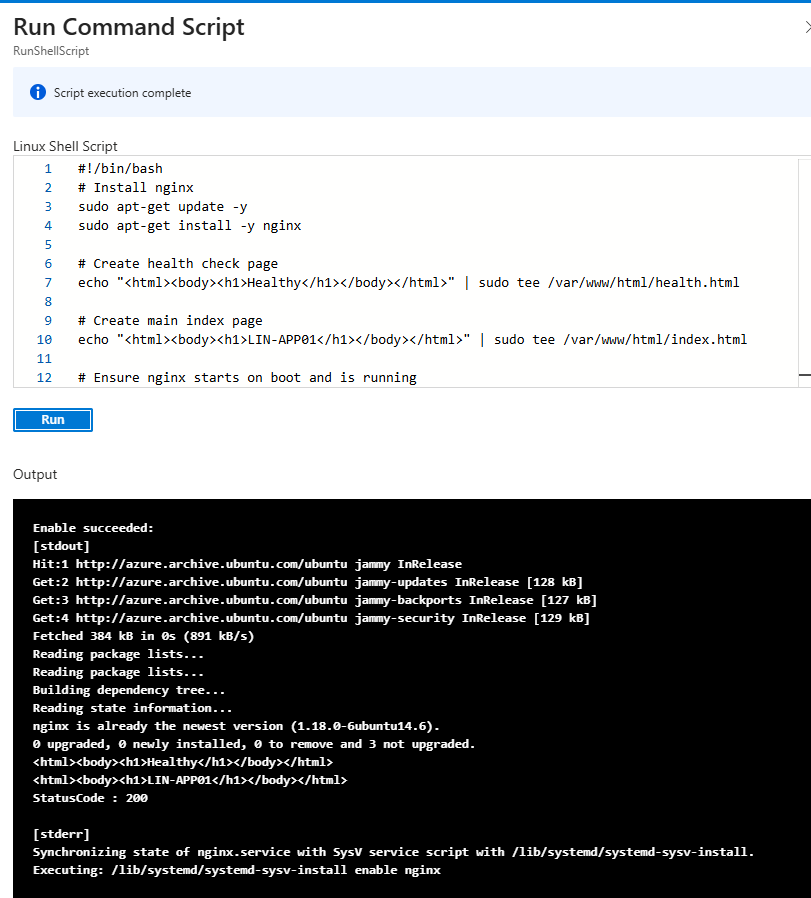 Run Command Script
RunShellScript
Script execution complete
Linux Shell Script
1 #!/bin/bash
2 # Install nginx
3 sudo apt-get update -y
4 sudo apt-get install -y nginx
5
6 # Create health check page
7 echo "<html><body><h1>Healthy</h1></body></html>" | sudo tee /var/www/html/health.html
8
9 # Create main index page
10 echo "<html><body><h1>LIN-APP01</h1></body></html>" | sudo tee /var/www/html/index.html
11
12 # Ensure nginx starts on boot and is running
Run
Output
Enable succeeded:
[stdout]
Hit:1 http://azure.archive.ubuntu.com/ubuntu jammy InRelease
Get:2 http://azure.archive.ubuntu.com/ubuntu jammy-updates InRelease [128 kB]
Get:3 http://azure.archive.ubuntu.com/ubuntu jammy-backports InRelease [127 kB]
Get:4 http://azure.archive.ubuntu.com/ubuntu jammy-security InRelease [129 kB]
Fetched 384 kB in 0s (891 kB/s)
Reading package lists...
Reading package lists...
Building dependency tree...
Reading state information...
nginx is already the newest version (1.18.0-6ubuntu14.6).
0 upgraded, 0 newly installed, 0 to remove and 3 not upgraded.
<html><body><h1>Healthy</h1></body></html>
<html><body><h1>LIN-APP01</h1></body></html>
StatusCode : 200
[stderr]
Synchronizing state of nginx.service with SysV service script with /lib/systemd/systemd-sysv-install.
Executing: /lib/systemd/systemd-sysv-install enable nginx